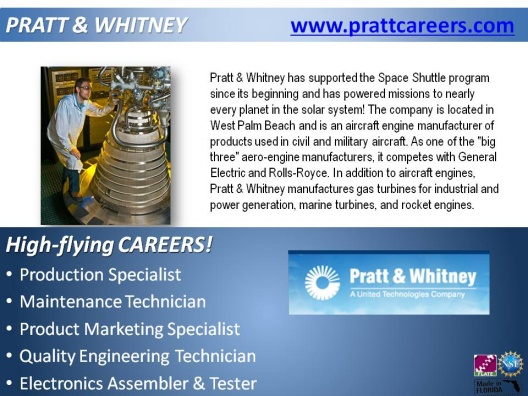 PRATT & WHITNEY
www.prattcareers.com
Pratt & Whitney has supported the Space Shuttle program
since its beginning and has powered missions to nearly
every planet in the solar system! The company is located in
West Palm Beach and is an aircraft engine manufacturer of
products used in civil and military aircraft. As one of the "big
three" aero-engine manufacturers, it competes with General
Electric and Rolls-Royce. In addition to aircraft engines,
Pratt & Whitney manufactures gas turbines for industrial and
power generation, marine turbines, and rocket engines.
High-flying CAREERS!
• Production Specialist
• Maintenance Technician
• Product Marketing Specialist
• Quality Engineering Technician
• Electronics Assembler & Tester
Pratt & Whitney
A United Technologies Company
FLATE
NSF
Made in
FLORIDA